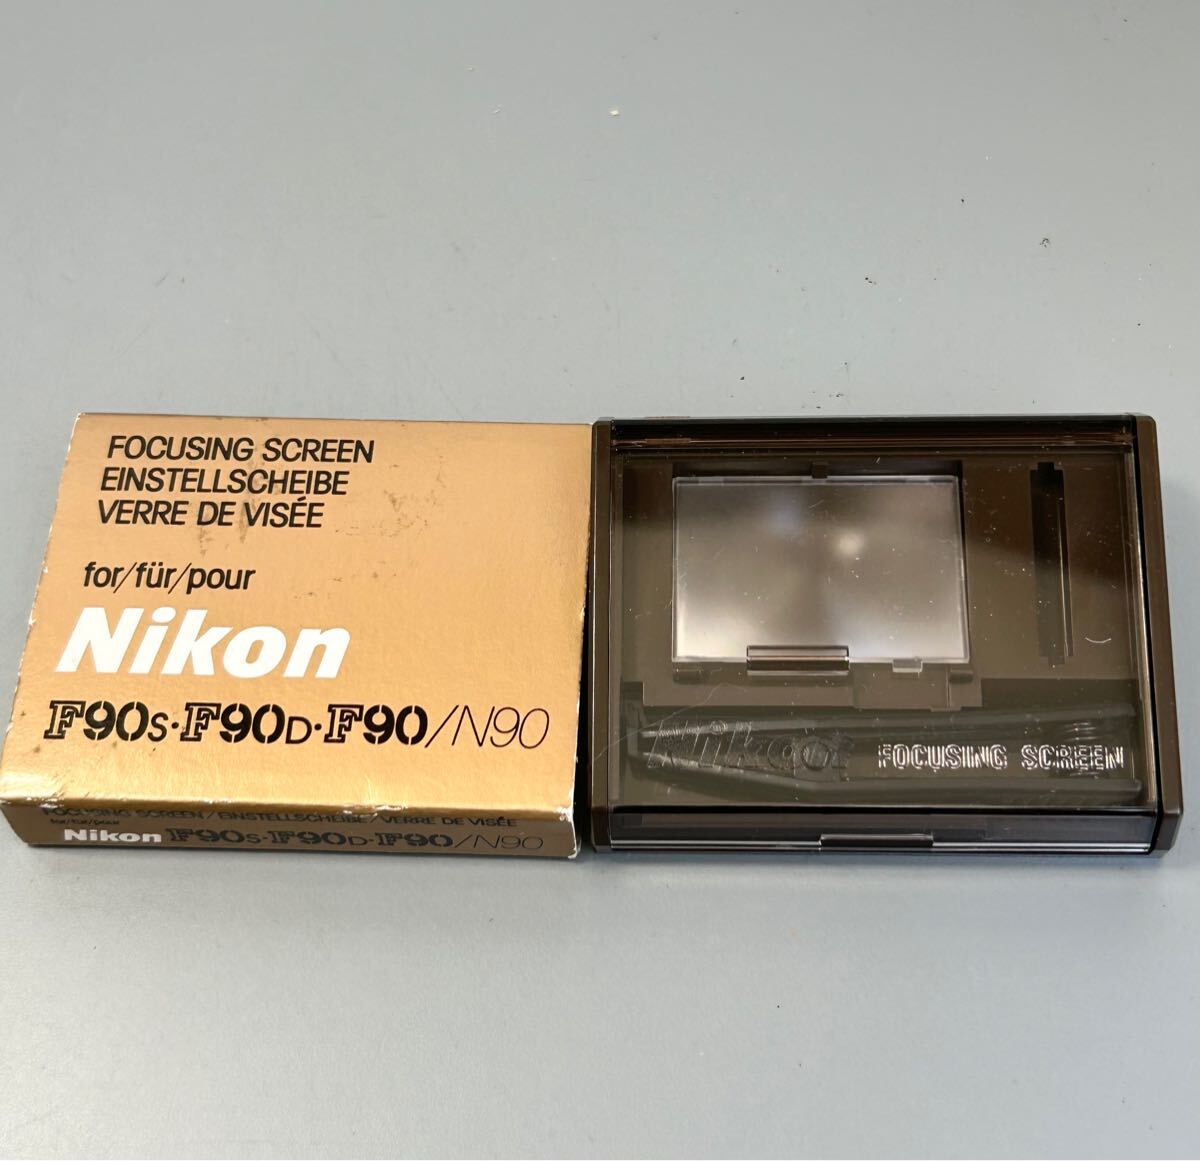 FOCUSING SCREEN
EINSTELLSCHEIBE
VERRE DE VISÉE
for/für/pour
Nikon
F90S·F90D·F90/N90
FOCUSING SCREEN/EINSTELLSCHEIBE/VERRE DE VISÉE
for/für/pour
Nikon F90S·F90D·F90/N90
Nikon FOCUSING SCREEN